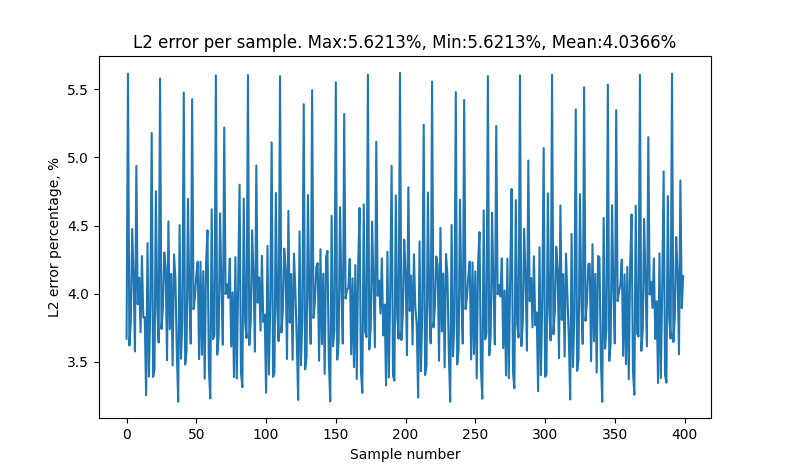 L2 error per sample. Max:5.6213%, Min:5.6213%, Mean:4.0366%
L2 error percentage, %
5.5
5.0
4.5
4.0
3.5
0 50 100 150 200 250 300 350 400
Sample number